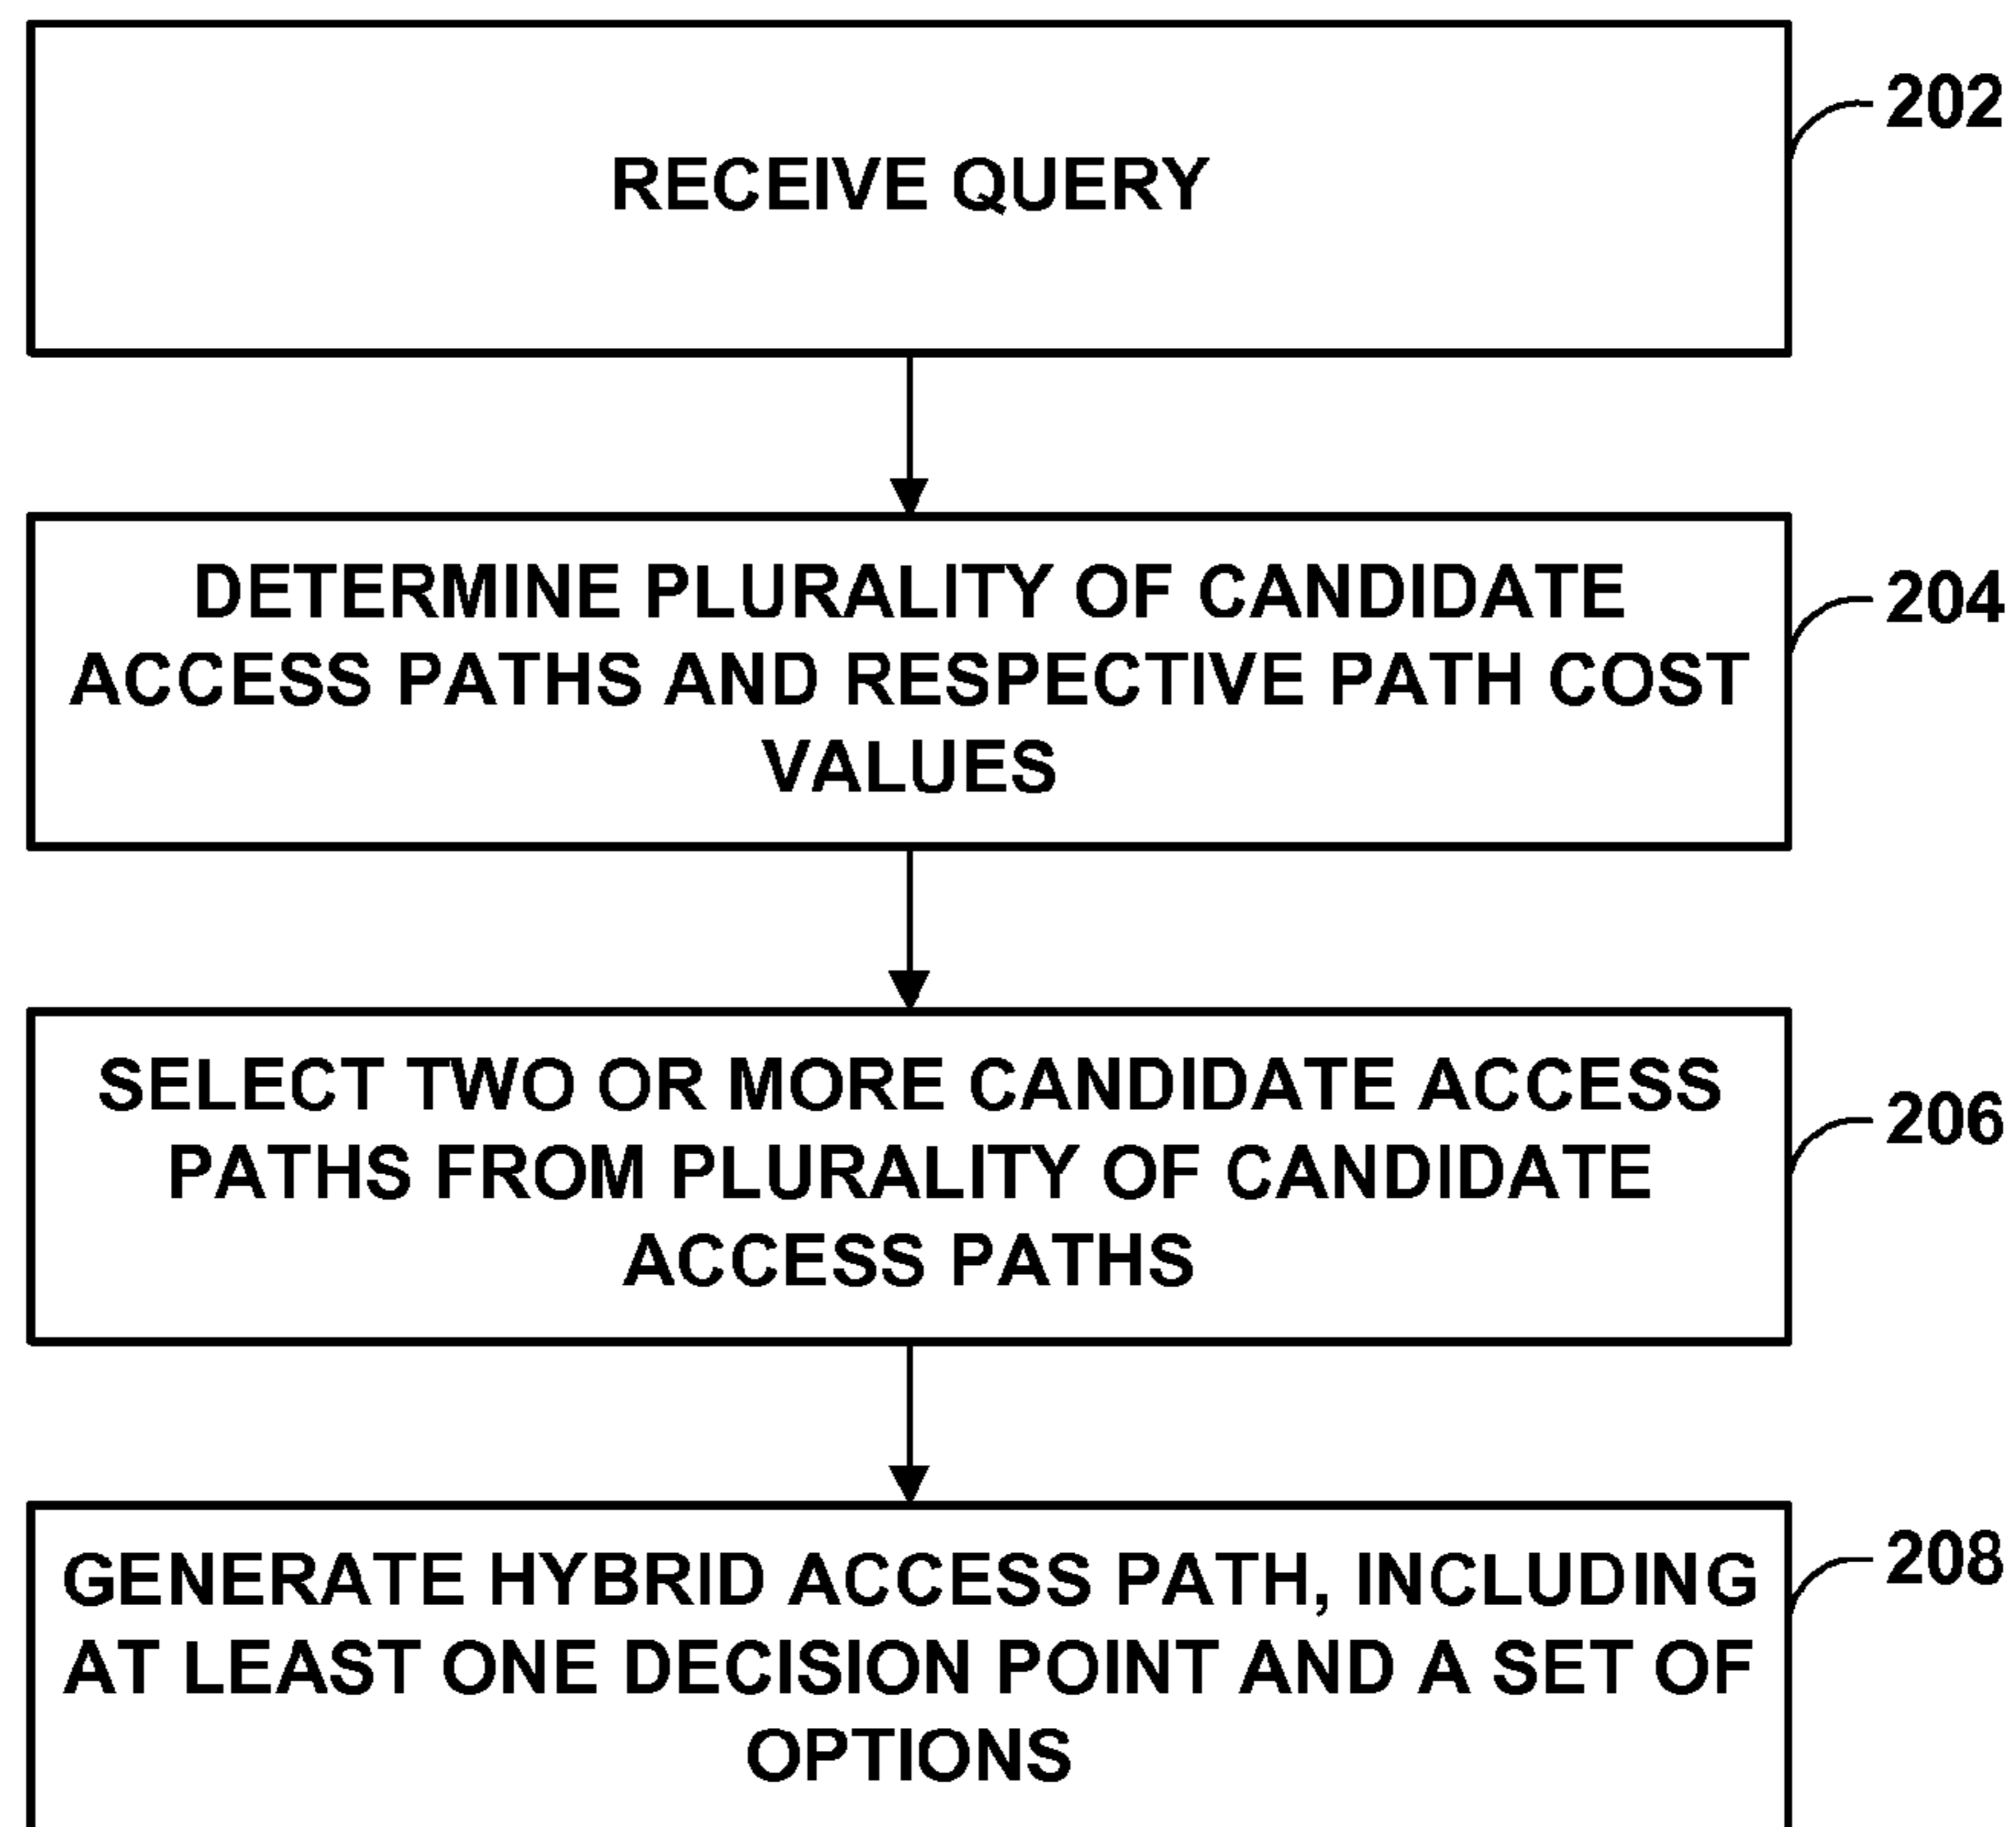 RECEIVE QUERY
202
DETERMINE PLURALITY OF CANDIDATE
ACCESS PATHS AND RESPECTIVE PATH COST
VALUES
204
SELECT TWO OR MORE CANDIDATE ACCESS
PATHS FROM PLURALITY OF CANDIDATE
ACCESS PATHS
206
GENERATE HYBRID ACCESS PATH, INCLUDING
AT LEAST ONE DECISION POINT AND A SET OF
OPTIONS
208